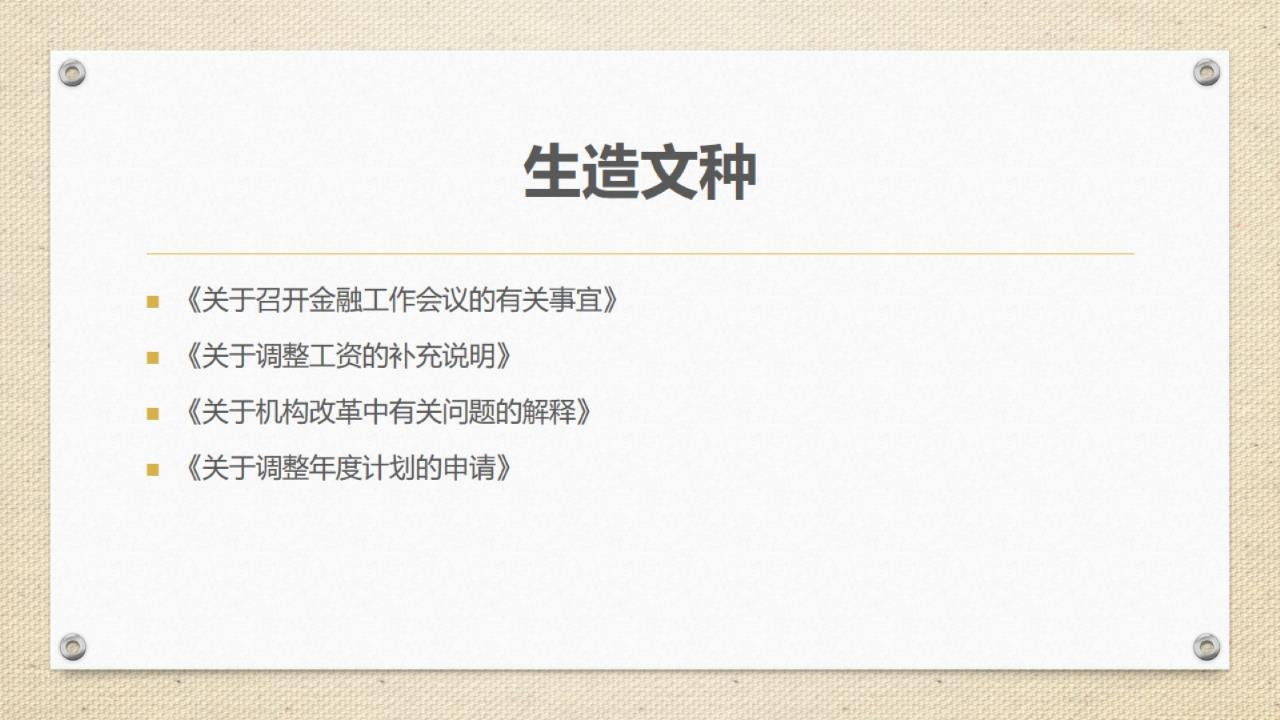 生造文种
《关于召开金融工作会议的有关事宜》
《关于调整工资的补充说明》
《关于机构改革中有关问题的解释》
《关于调整年度计划的申请》